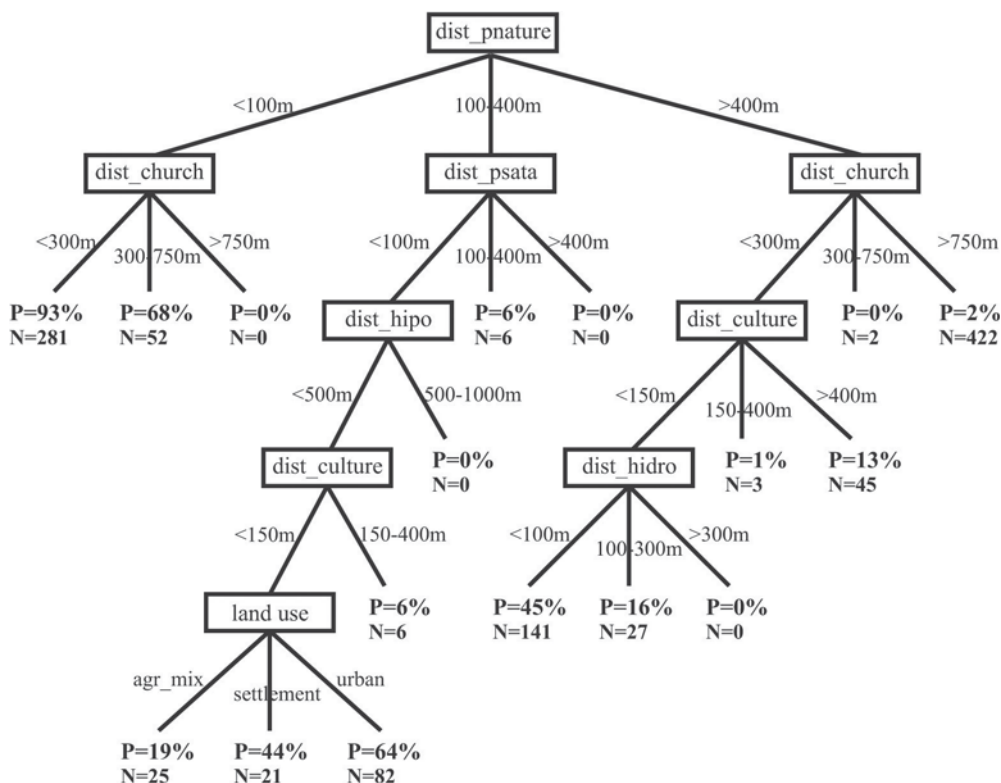 dist_pnature
<100m
100-400m
>400m
dist_church
dist_psata
dist_church
<300m
300-750m
>750m
<100m
100-400m
>400m
<300m
300-750m
>750m
P=93%
N=281
P=68%
N=52
P=0%
N=0
dist_hipo
P=6%
N=6
P=0%
N=0
dist_culture
P=0%
N=2
P=2%
N=422
<500m
500-1000m
<150m
150-400m
>400m
dist_culture
P=0%
N=0
dist_hidro
P=1%
N=3
P=13%
N=45
<150m
150-400m
<100m
100-300m
>300m
land use
P=6%
N=6
P=45%
N=141
P=16%
N=27
P=0%
N=0
agr_mix
settlement
urban
P=19%
N=25
P=44%
N=21
P=64%
N=82